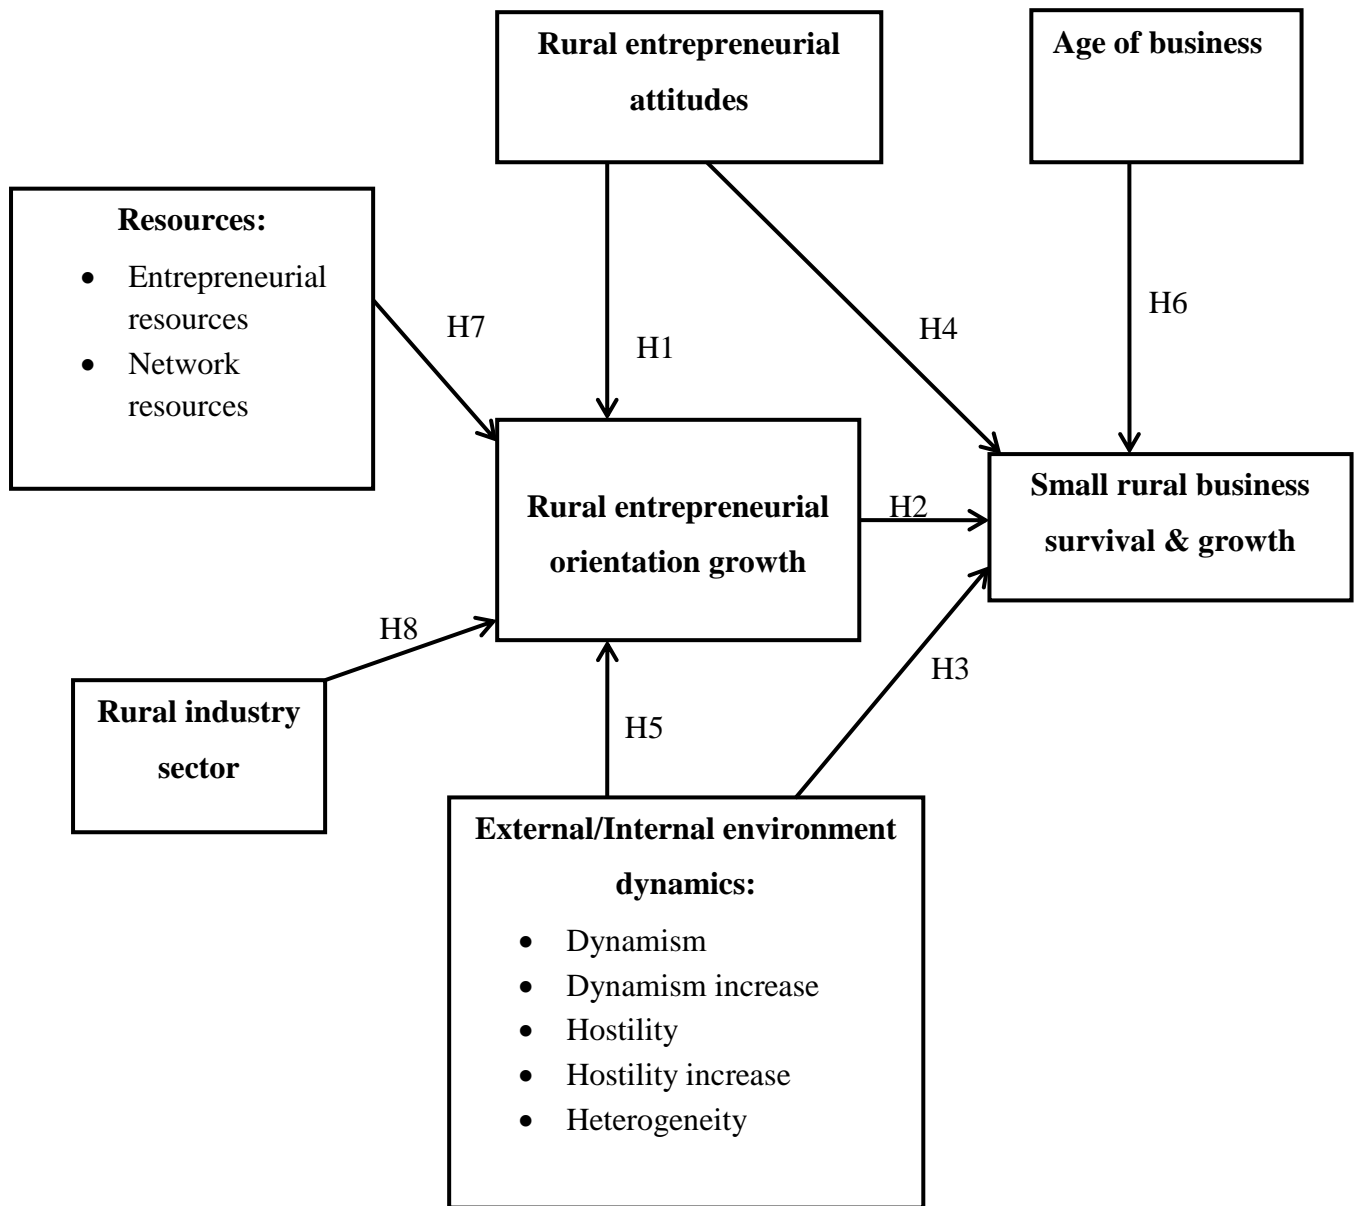 Rural entrepreneurial
attitudes
Age of business
Resources:
• Entrepreneurial
resources
• Network
resources
H7
H1
H4
H6
Rural entrepreneurial
orientation growth
H2
Small rural business
survival & growth
H8
Rural industry
sector
H5
H3
External/Internal environment
dynamics:
• Dynamism
• Dynamism increase
• Hostility
• Hostility increase
• Heterogeneity